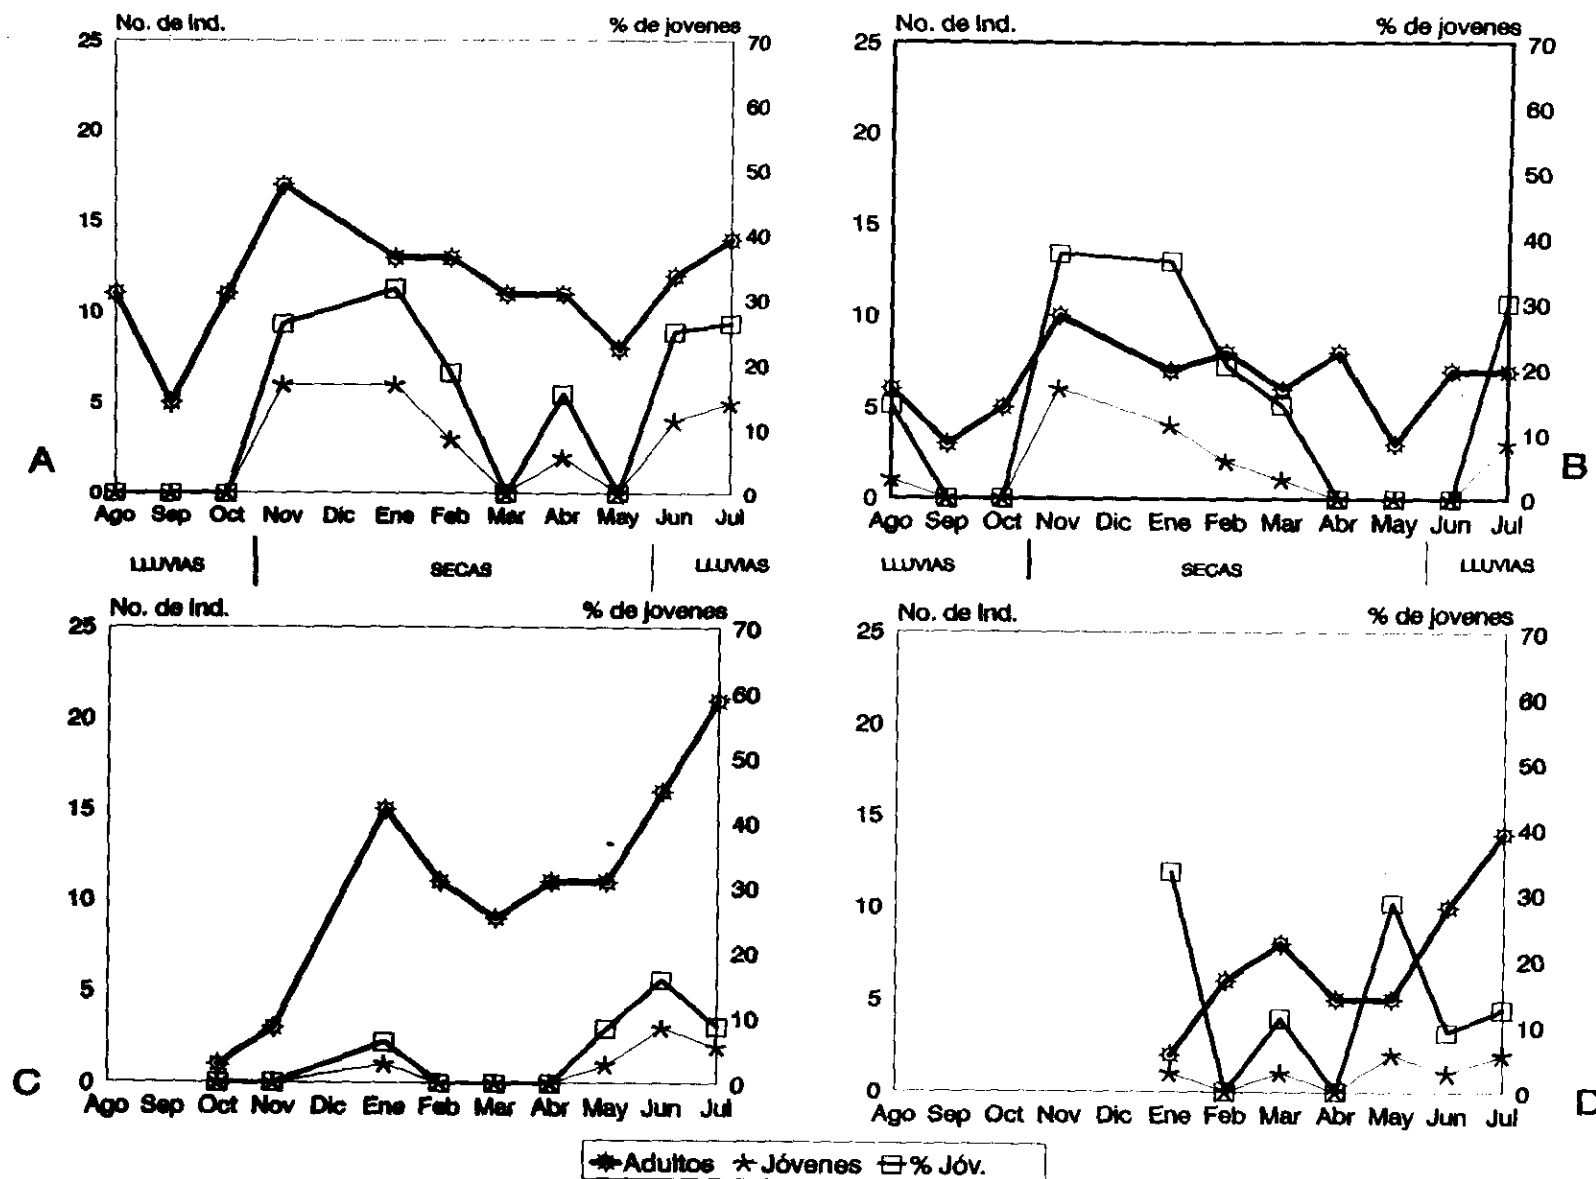 No. de Ind. % de jovenes
25 70
60
20
50
15
40
10 30
20
5
10
0 0
Ago Sep Oct Nov Dic Ene Feb Mar Abr May Jun Jul
LLUVIAS SECAS LLUVIAS
A
No. de Ind. % de jovenes
25 70
60
20
50
15
40
10 30
20
5
10
0 0
Ago Sep Oct Nov Dic Ene Feb Mar Abr May Jun Jul
LLUVIAS SECAS LLUVIAS
B
No. de Ind. % de jovenes
25 70
60
20
50
15
40
10 30
20
5
10
0 0
Ago Sep Oct Nov Dic Ene Feb Mar Abr May Jun Jul
C
No. de Ind. % de jovenes
25 70
60
20
50
15
40
10 30
20
5
10
0 0
Ago Sep Oct Nov Dic Ene Feb Mar Abr May Jun Jul
D
Adultos Jóvenes % Jóv.